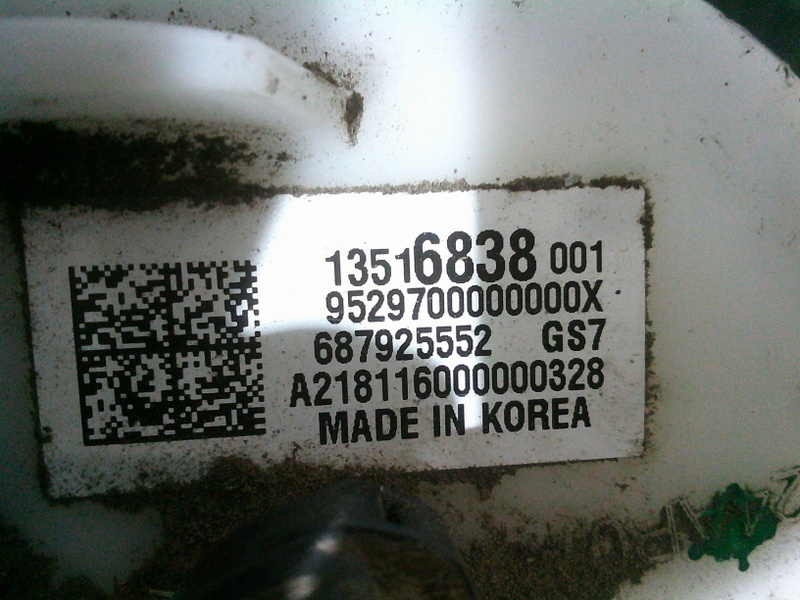 13516838 001
9529700000000X
687925552 GS7
A218116000000328
MADE IN KOREA